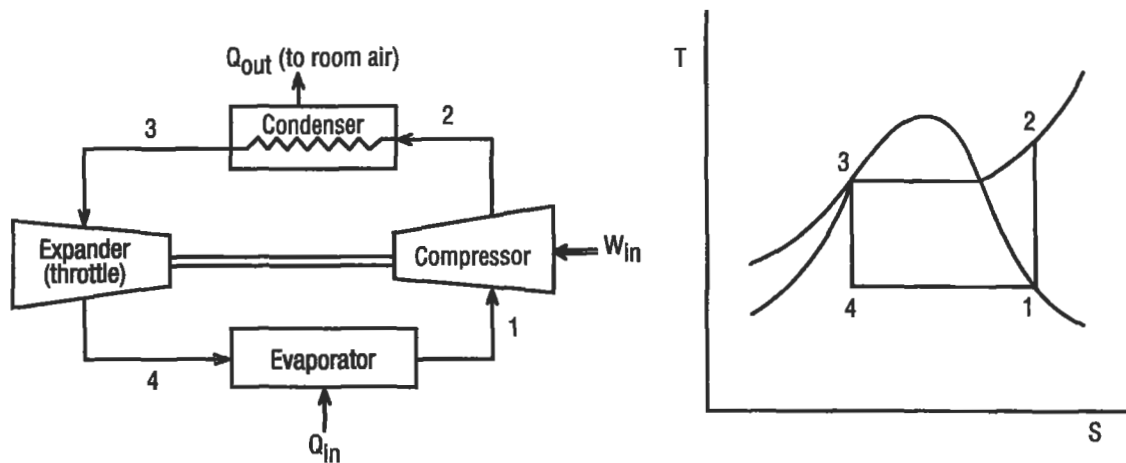 Qout (to room air)
3
Condenser
2
Expander
(throttle)
Compressor
Win
4
Evaporator
1
Qin
T
3
2
4
1
S